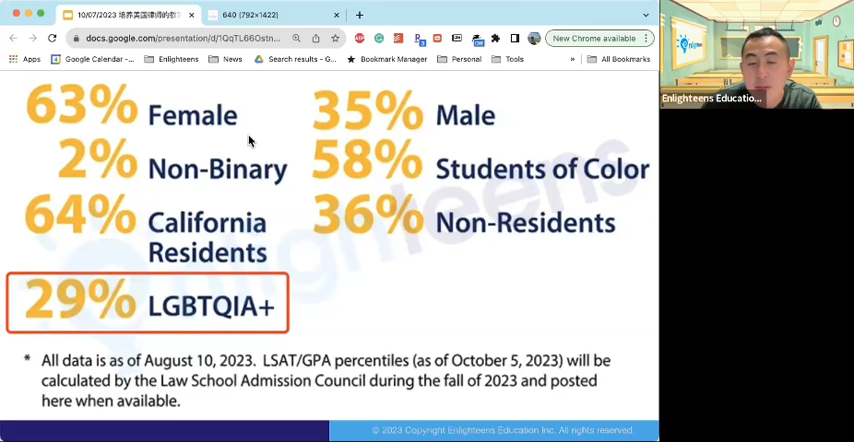 10/07/2023 培养美国律师的教
640 (792×1422)
docs.google.com/presentation/d/1QqTL66Ostn...
New Chrome available
Apps
Google Calendar -...
Enlighteens
News
Search results - G...
Bookmark Manager
Personal
Tools
»
All Bookmarks
Enlighteens Educatio...
63% Female
35% Male
2% Non-Binary
58% Students of Color
64% California
Residents
36% Non-Residents
29% LGBTQIA+
* All data is as of August 10, 2023. LSAT/GPA percentiles (as of October 5, 2023) will be
calculated by the Law School Admission Council during the fall of 2023 and posted
here when available.
© 2023 Copyright Enlighteens Education Inc. All rights reserved.